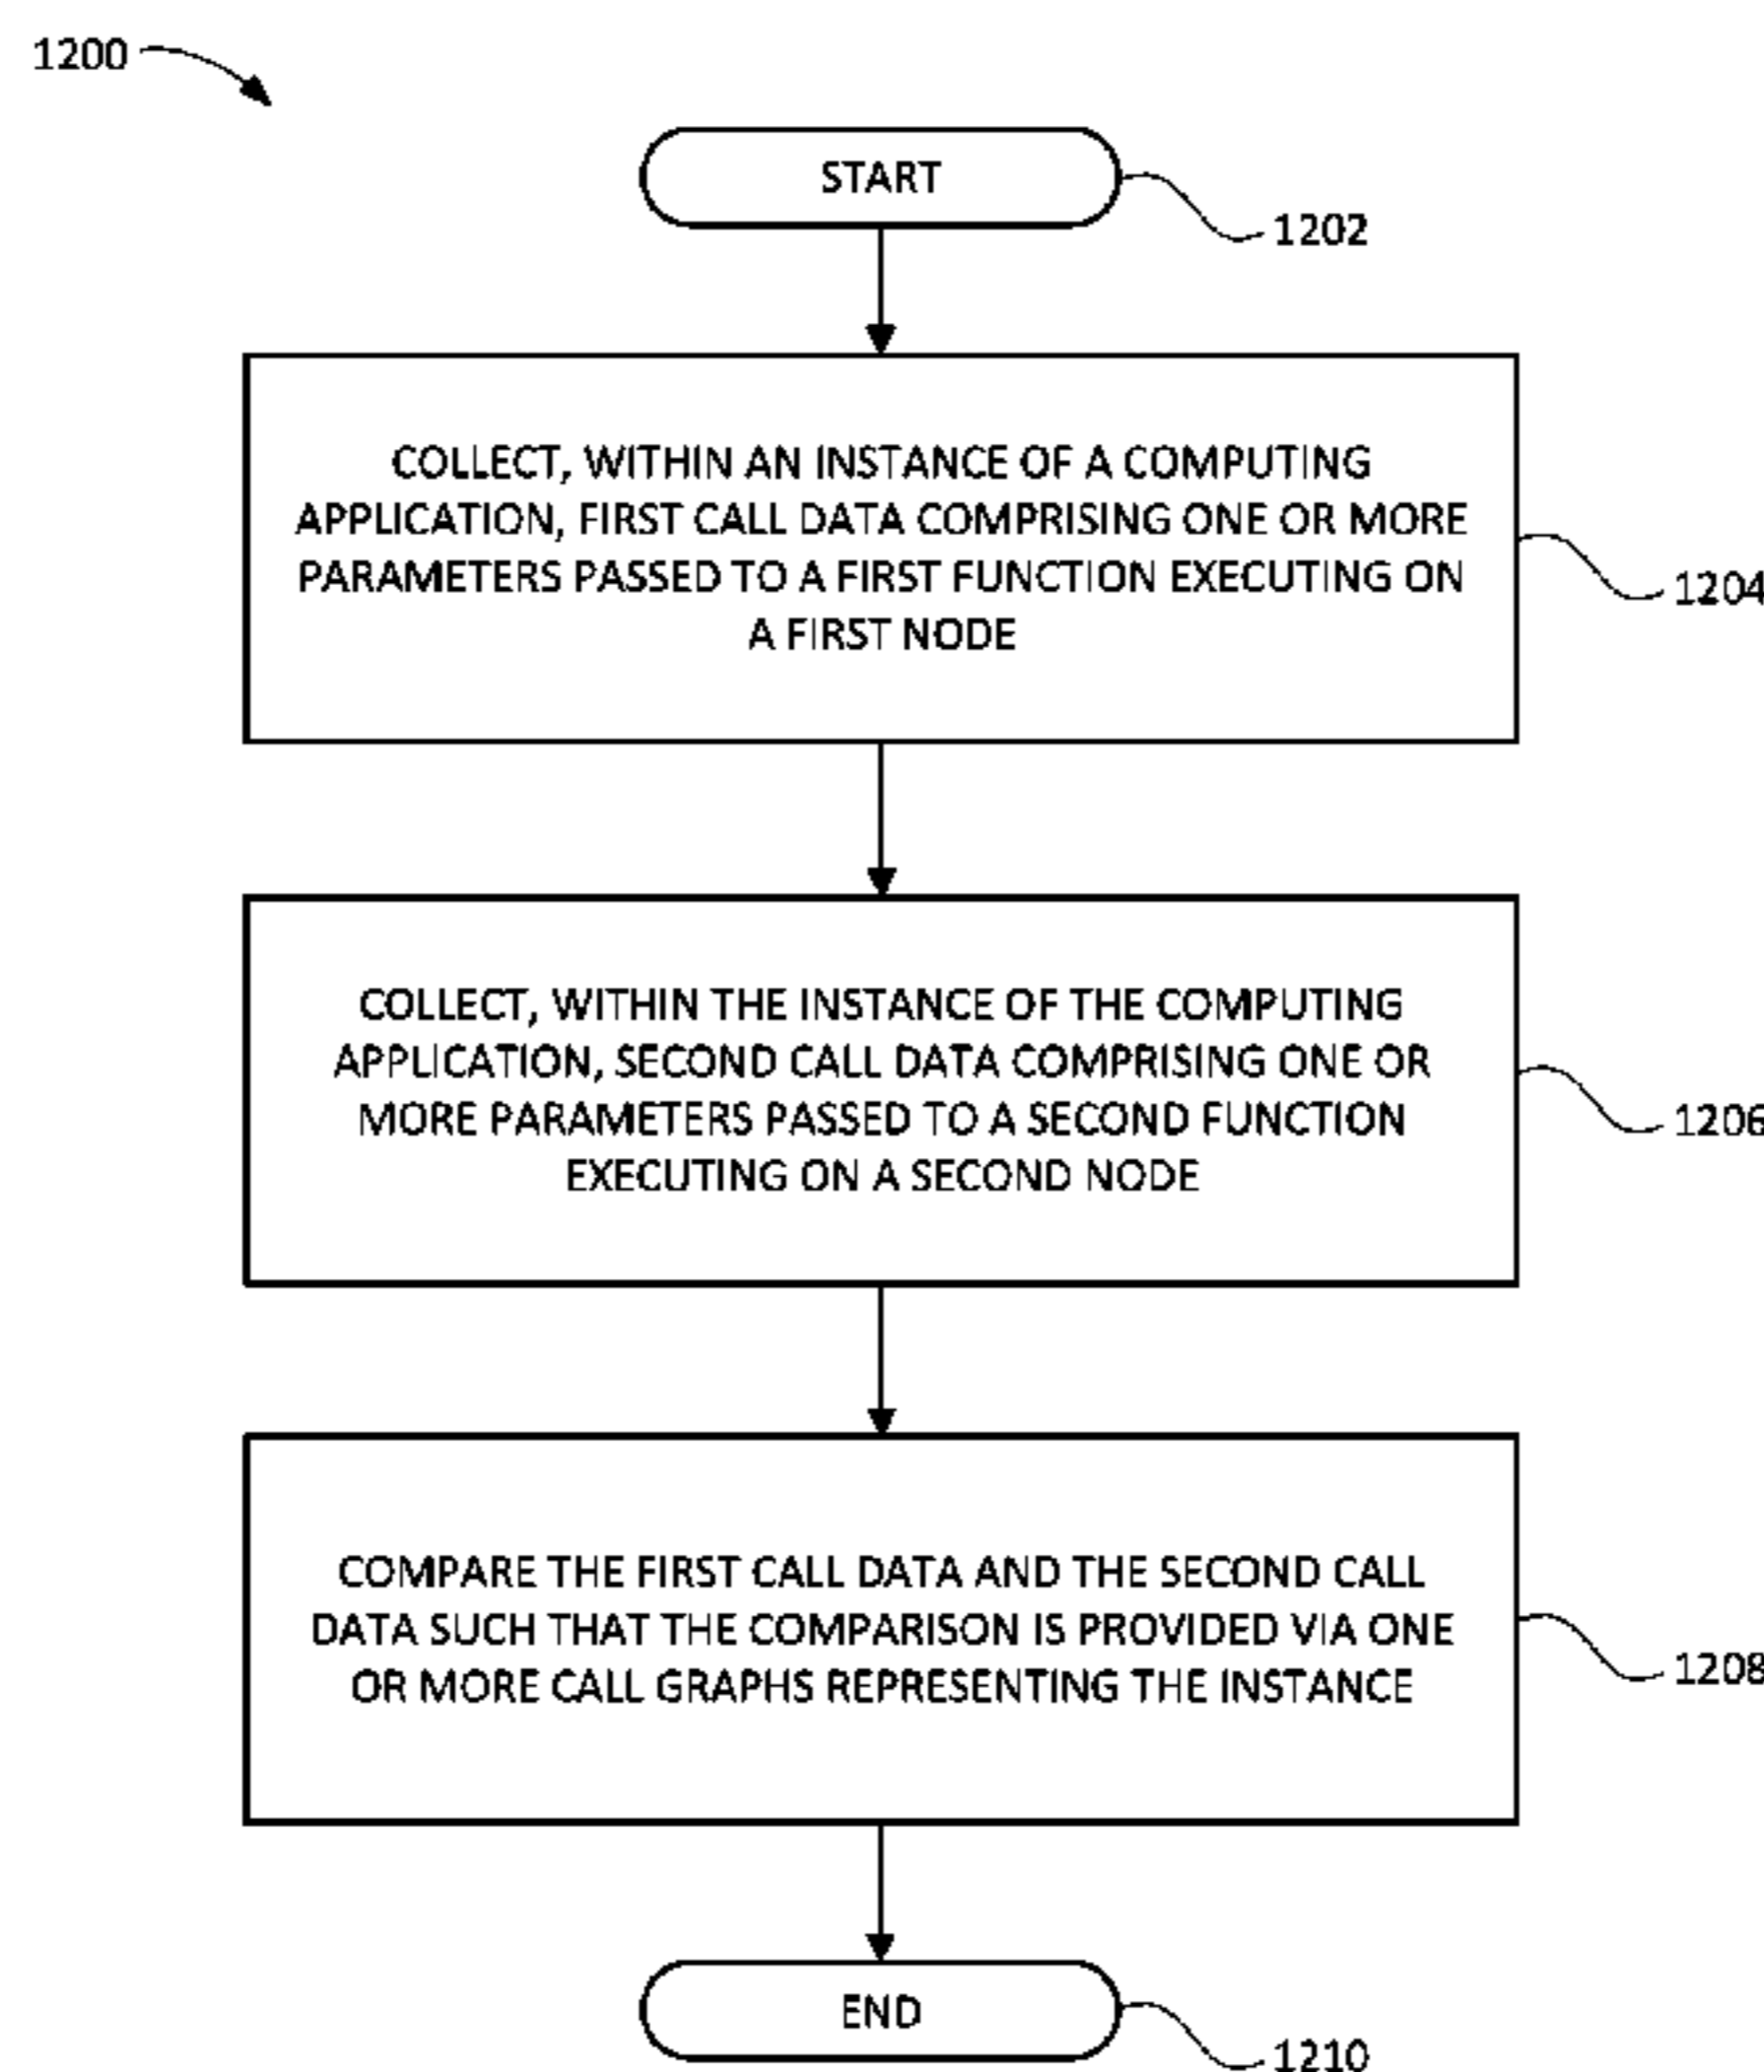 1200
START
1202
COLLECT, WITHIN AN INSTANCE OF A COMPUTING
APPLICATION, FIRST CALL DATA COMPRISING ONE OR MORE
PARAMETERS PASSED TO A FIRST FUNCTION EXECUTING ON
A FIRST NODE
1204
COLLECT, WITHIN THE INSTANCE OF THE COMPUTING
APPLICATION, SECOND CALL DATA COMPRISING ONE OR
MORE PARAMETERS PASSED TO A SECOND FUNCTION
EXECUTING ON A SECOND NODE
1206
COMPARE THE FIRST CALL DATA AND THE SECOND CALL
DATA SUCH THAT THE COMPARISON IS PROVIDED VIA ONE
OR MORE CALL GRAPHS REPRESENTING THE INSTANCE
1208
END
1210